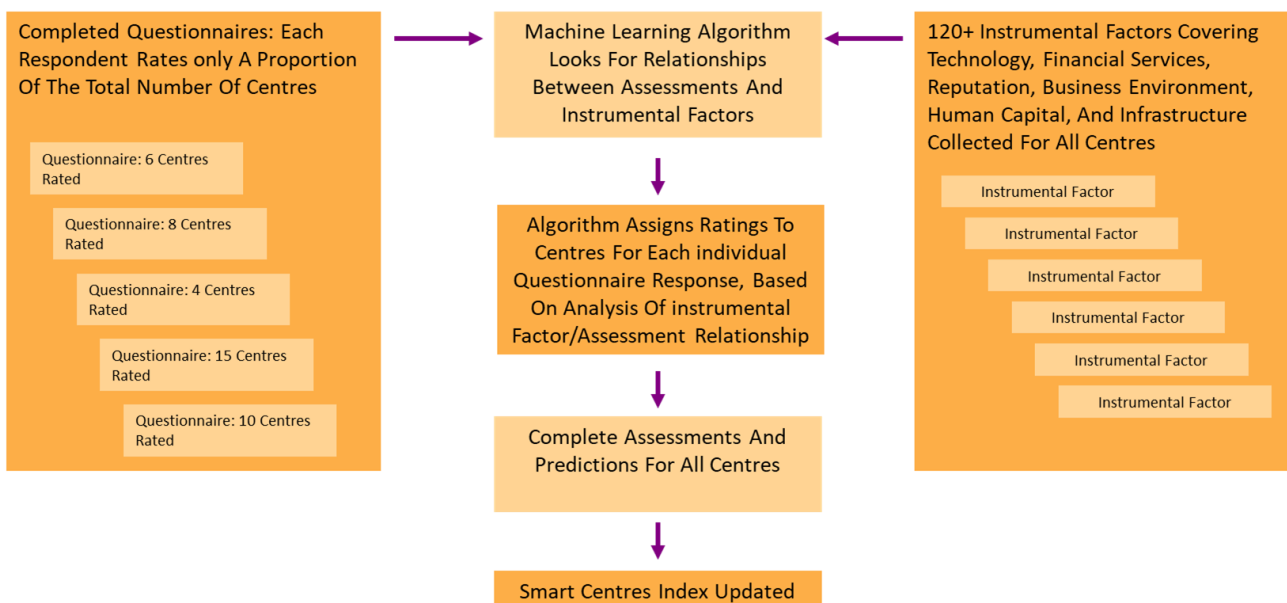 Completed Questionnaires: Each
Respondent Rates only A Proportion
Of The Total Number Of Centres
Questionnaire: 6 Centres
Rated
Questionnaire: 8 Centres
Rated
Questionnaire: 4 Centres
Rated
Questionnaire: 15 Centres
Rated
Questionnaire: 10 Centres
Rated
Machine Learning Algorithm
Looks For Relationships
Between Assessments And
Instrumental Factors
Algorithm Assigns Ratings To
Centres For Each individual
Questionnaire Response, Based
On Analysis Of instrumental
Factor/Assessment Relationship
Complete Assessments And
Predictions For All Centres
Smart Centres Index Updated
120+ Instrumental Factors Covering
Technology, Financial Services,
Reputation, Business Environment,
Human Capital, And Infrastructure
Collected For All Centres
Instrumental Factor
Instrumental Factor
Instrumental Factor
Instrumental Factor
Instrumental Factor
Instrumental Factor